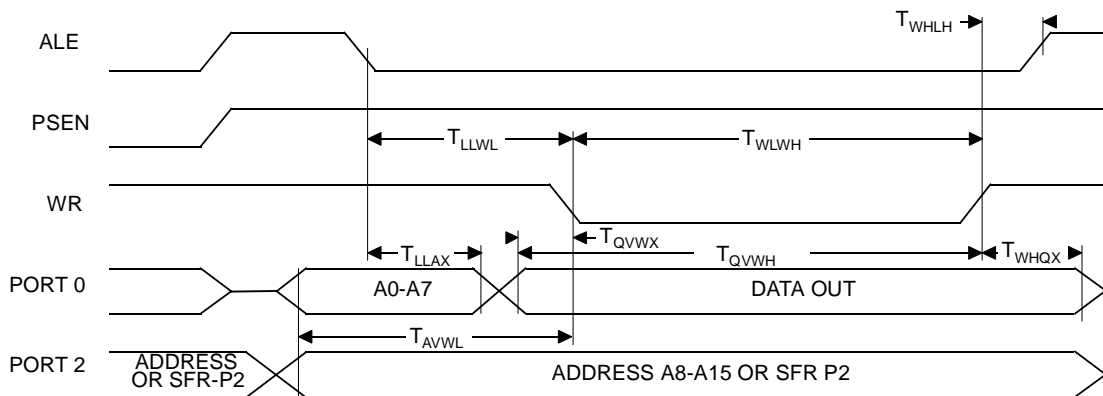 ALE
T_WHLH
PSEN
T_LLWL
T_WLWH
WR
T_LLAX
T_QVWX
T_QVWH
T_WHQX
PORT 0
A0-A7
DATA OUT
T_AVWL
PORT 2
ADDRESS
OR SFR-P2
ADDRESS A8-A15 OR SFR P2